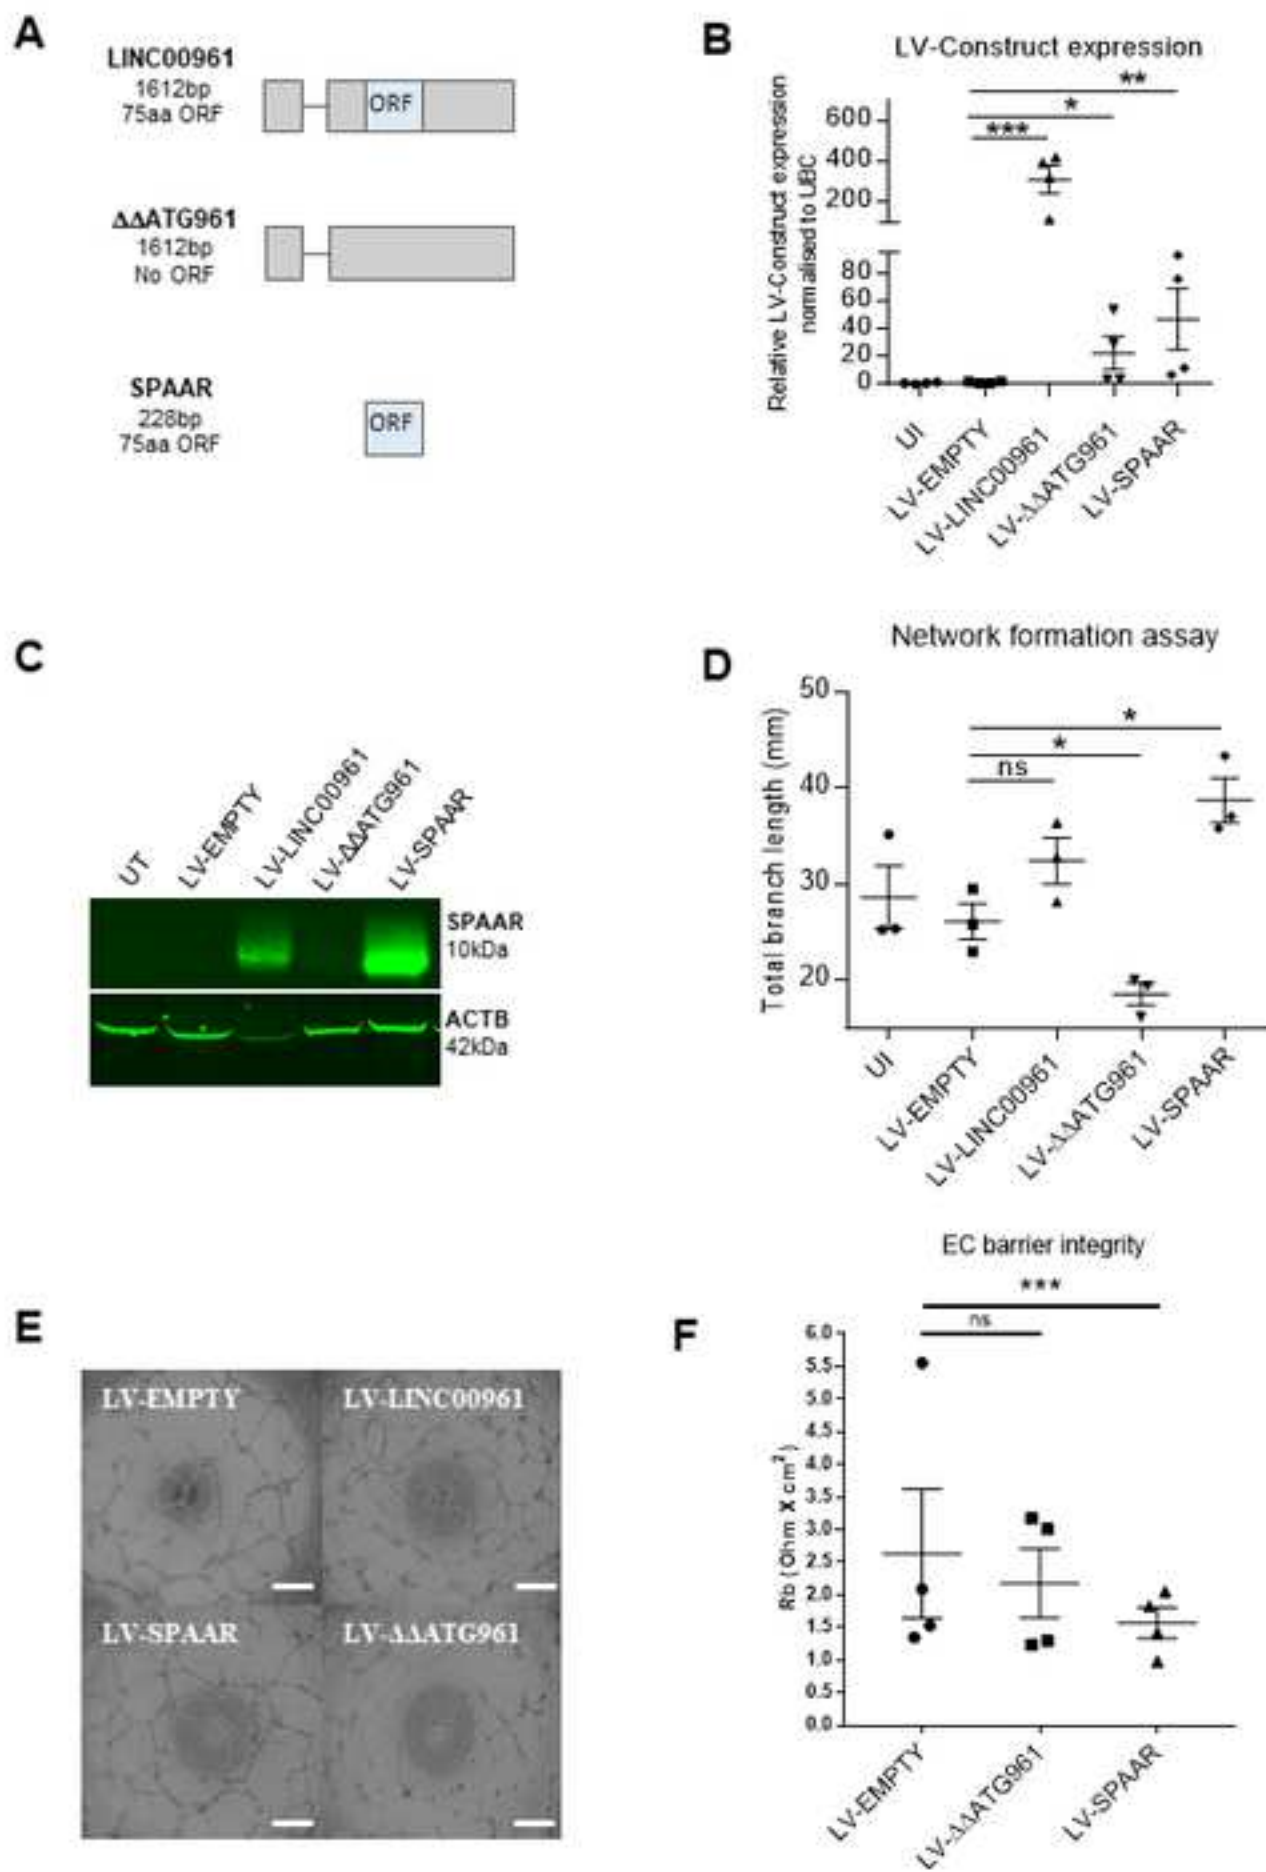 A
LINC00961
1612bp
75aa ORF
ORF
ΔΔATG961
1612bp
No ORF
SPAAR
228bp
75aa ORF
ORF
B
LV-Construct expression
Relative LV-Construct expression
normalised to UBC
600
400
200
80
60
40
20
0
***
*
**
UI
LV-EMPTY
LV-LINC00961
LV-ΔΔATG961
LV-SPAAR
C
UT
LV-EMPTY
LV-LINC00961
LV-ΔΔATG961
LV-SPAAR
SPAAR
10kDa
ACTB
42kDa
D
Network formation assay
Total branch length (mm)
50
40
30
20
ns
*
*
UI
LV-EMPTY
LV-LINC00961
LV-ΔΔATG961
LV-SPAAR
E
LV-EMPTY
LV-LINC00961
LV-SPAAR
LV-ΔΔATG961
F
EC barrier integrity
***
ns
Rb (Ohm X cm²)
6.0
5.5
5.0
4.5
4.0
3.5
3.0
2.5
2.0
1.5
1.0
0.5
0.0
LV-EMPTY
LV-ΔΔATG961
LV-SPAAR